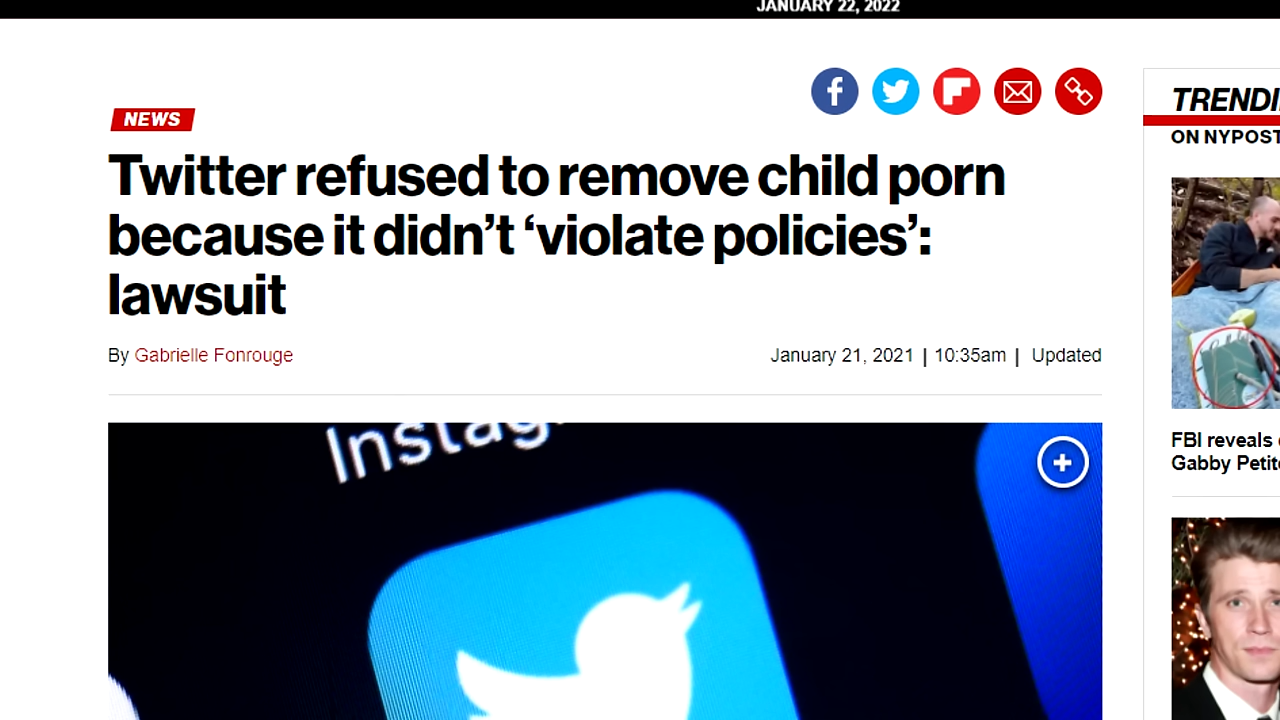 JANUARY 22, 2022
NEWS
Twitter refused to remove child porn
because it didn’t ‘violate policies’:
lawsuit
By Gabrielle Fonrouge
January 21, 2021 | 10:35am | Updated
Instag
TRENDI
ON NYPOST
FBI reveals
Gabby Petit